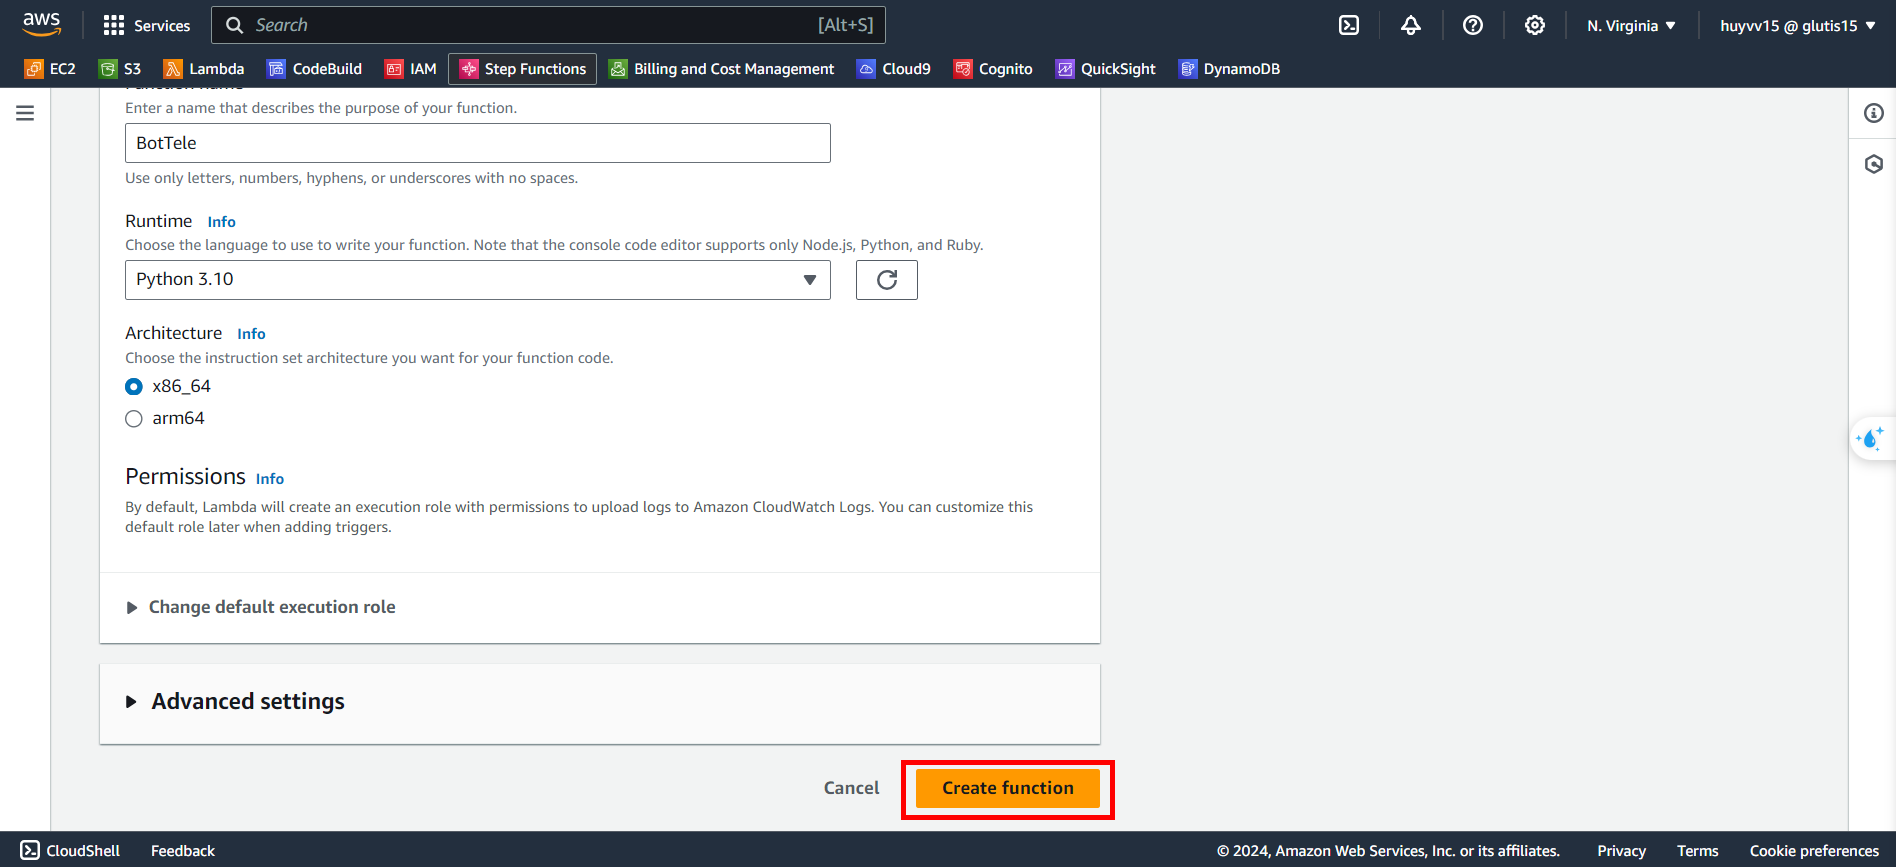 aws
Services
Search
[Alt+S]
N. Virginia
huyvv15 @ glutis15
EC2
S3
Lambda
CodeBuild
IAM
Step Functions
Billing and Cost Management
Cloud9
Cognito
QuickSight
DynamoDB
Function name
Enter a name that describes the purpose of your function.
BotTele
Use only letters, numbers, hyphens, or underscores with no spaces.
Runtime Info
Choose the language to use to write your function. Note that the console code editor supports only Node.js, Python, and Ruby.
Python 3.10
Architecture Info
Choose the instruction set architecture you want for your function code.
x86_64
arm64
Permissions Info
By default, Lambda will create an execution role with permissions to upload logs to Amazon CloudWatch Logs. You can customize this
default role later when adding triggers.
Change default execution role
Advanced settings
Cancel
Create function
CloudShell
Feedback
© 2024, Amazon Web Services, Inc. or its affiliates.
Privacy
Terms
Cookie preferences